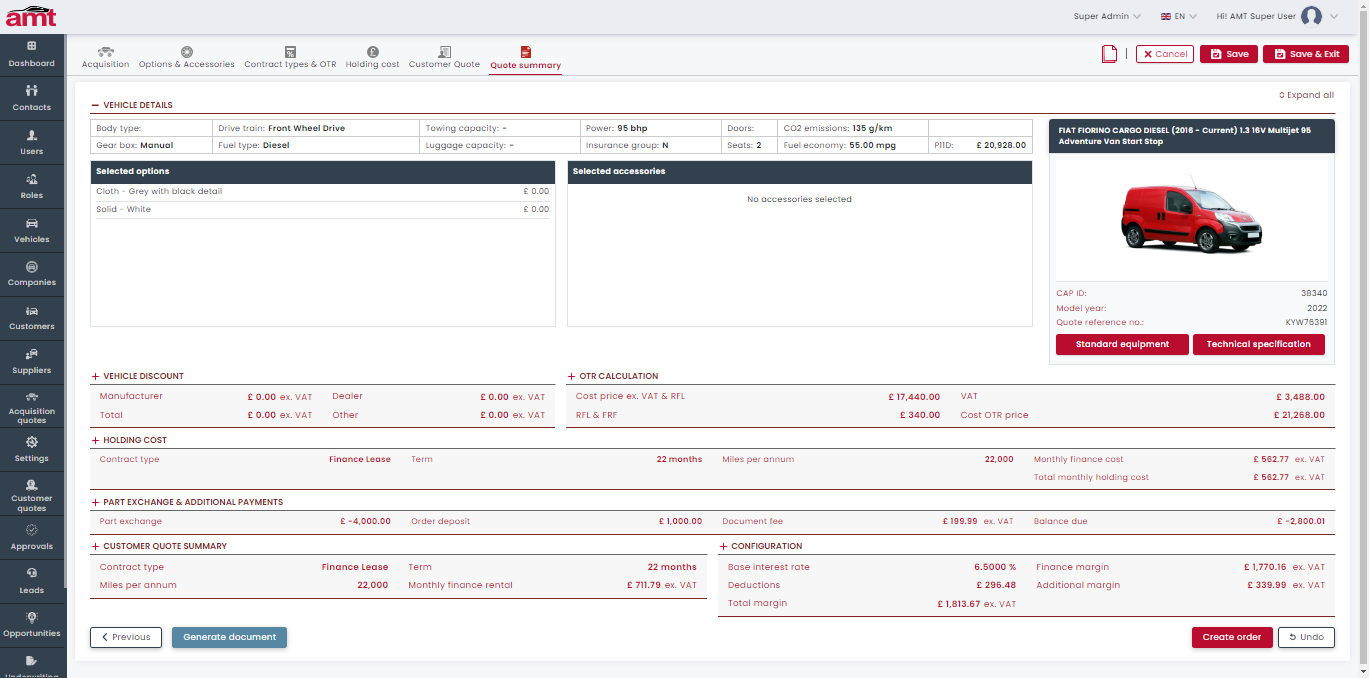 amt
Super Admin
EN
Hi! AMT Super User
Dashboard
Contacts
Users
Roles
Vehicles
Companies
Customers
Suppliers
Acquisition
quotes
Settings
Customer
quotes
Approvals
Leads
Opportunities
Underwriting
Acquisition
Options & Accessories
Contract types & OTR
Holding cost
Customer Quote
Quote summary
Cancel
Save
Save & Exit
Expand all
VEHICLE DETAILS
Body type: Drive train: Front Wheel Drive Towing capacity: - Power: 95 bhp Doors: CO2 emissions: 135 g/km
Gear box: Manual Fuel type: Diesel Luggage capacity: - Insurance group: N Seats: 2 Fuel economy: 55.00 mpg P11D: £ 20,928.00
Selected options
Cloth - Grey with black detail £ 0.00
Solid - White £ 0.00
Selected accessories
No accessories selected
FIAT FIORINO CARGO DIESEL (2016 - Current) 1.3 16V Multijet 95
Adventure Van Start Stop
CAP ID: 38340
Model year: 2022
Quote reference no.: KYW76391
Standard equipment
Technical specification
VEHICLE DISCOUNT
Manufacturer £ 0.00 ex. VAT Dealer £ 0.00 ex. VAT
Total £ 0.00 ex. VAT Other £ 0.00 ex. VAT
OTR CALCULATION
Cost price ex. VAT & RFL £ 17,440.00 VAT £ 3,488.00
RFL & FRF £ 340.00 Cost OTR price £ 21,268.00
HOLDING COST
Contract type Finance Lease Term 22 months Miles per annum 22,000 Monthly finance cost £ 562.77 ex. VAT
Total monthly holding cost £ 562.77 ex. VAT
PART EXCHANGE & ADDITIONAL PAYMENTS
Part exchange £ -4,000.00 Order deposit £ 1,000.00 Document fee £ 199.99 ex. VAT Balance due £ -2,800.01
CUSTOMER QUOTE SUMMARY
Contract type Finance Lease Term 22 months
Miles per annum 22,000 Monthly finance rental £ 711.79 ex. VAT
CONFIGURATION
Base interest rate 6.5000 % Finance margin £ 1,770.16 ex. VAT
Deductions £ 296.48 Additional margin £ 339.99 ex. VAT
Total margin £ 1,813.67 ex. VAT
Previous
Generate document
Create order
Undo